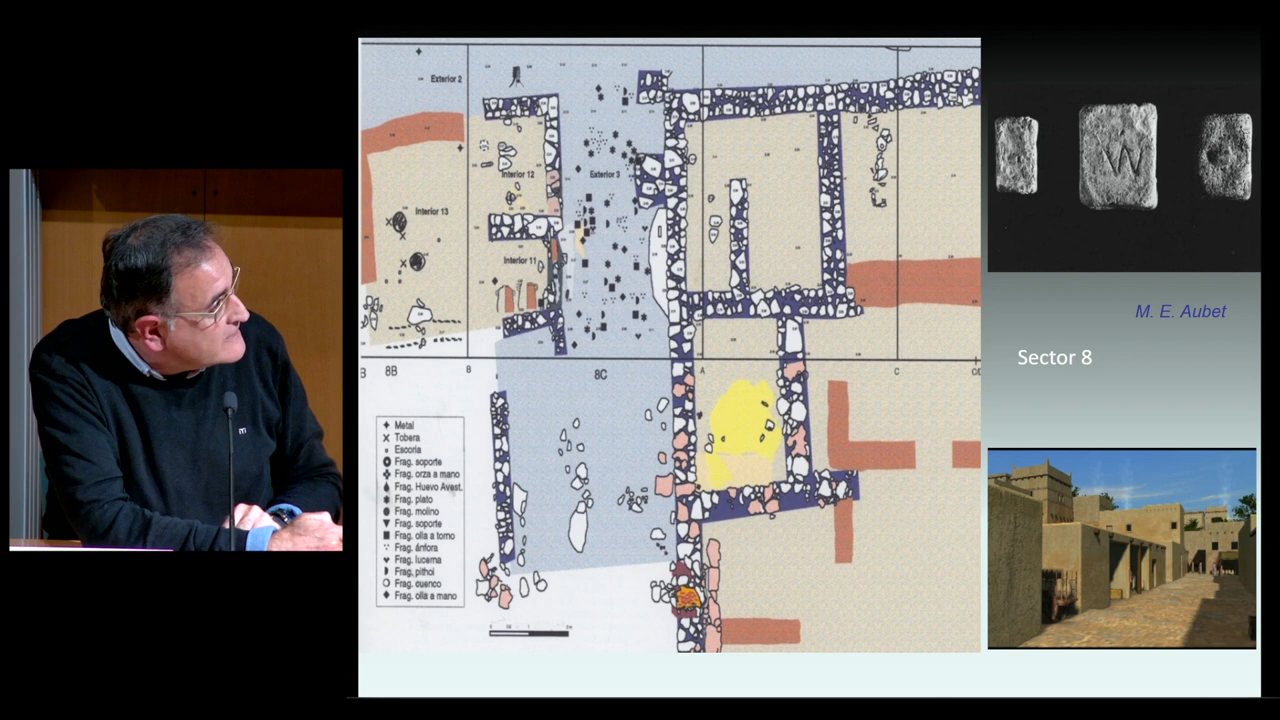 Exterior 2
Interior 12
Exterior 3
Interior 13
Interior 11
B
8B
8
8C
A
C
Metal
Tobera
Escoria
Frag. soporte
Frag. orza a mano
Frag. Huevo Avest.
Frag. plato
Frag. molino
Frag. soporte
Frag. olla a torno
Frag. ánfora
Frag. lucerna
Frag. pithoi
Frag. cuenco
Frag. olla a mano
W
M. E. Aubet
Sector 8
m